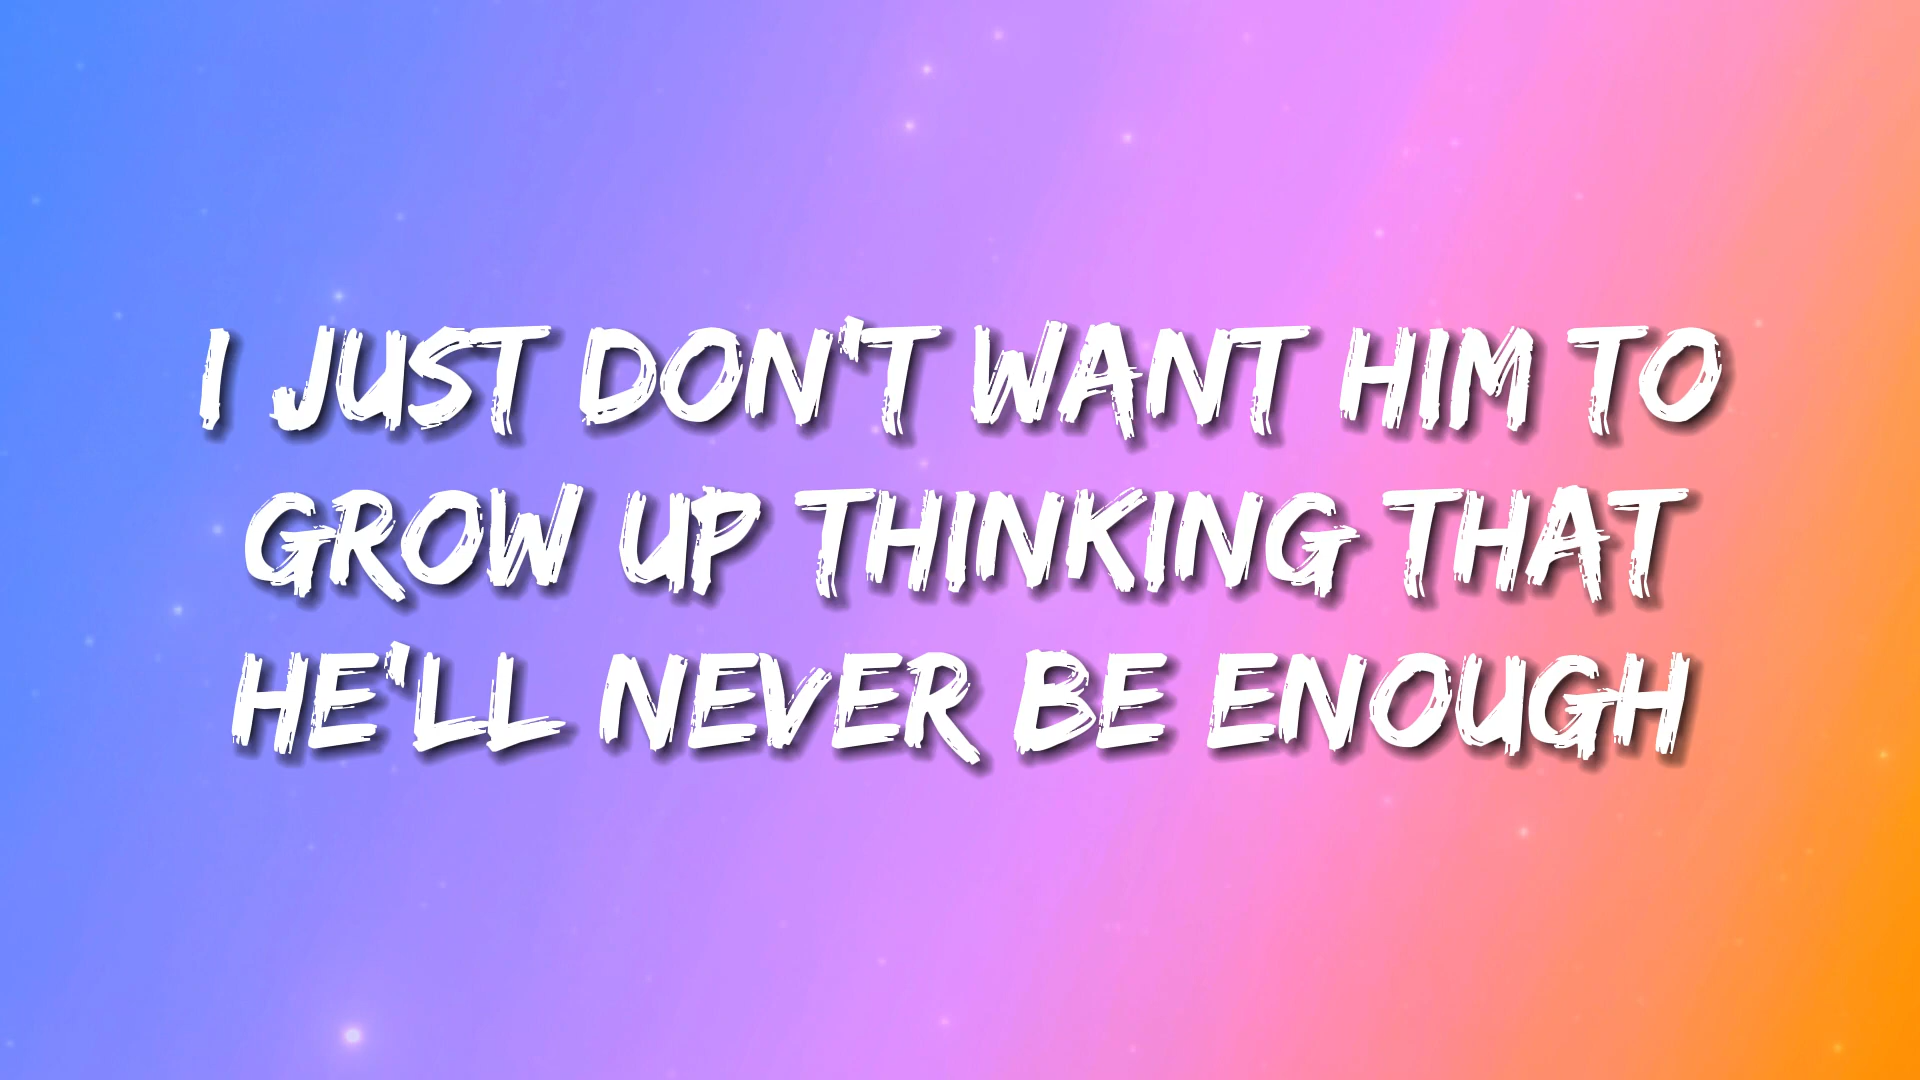 I JUST DON'T WANT HIM TO
GROW UP THINKING THAT
HE'LL NEVER BE ENOUGH